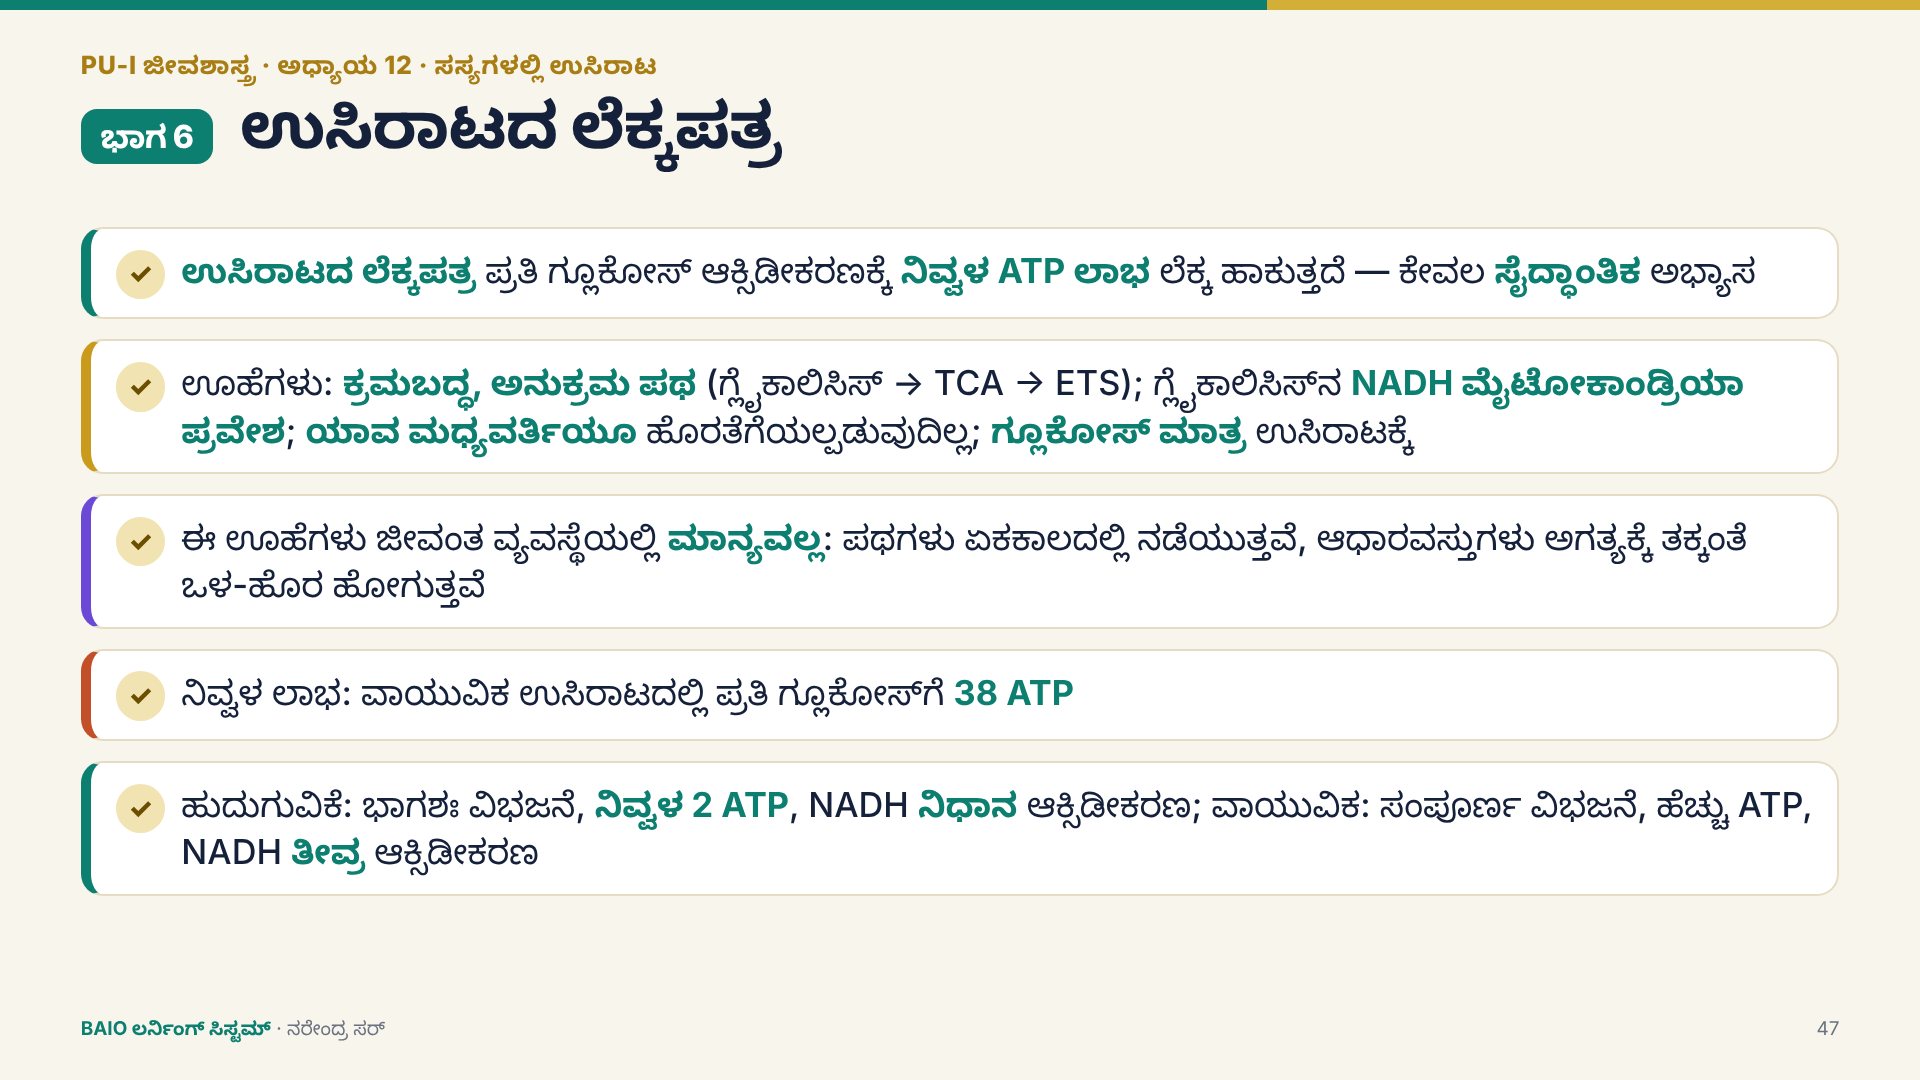 PU-I ಜೀವಶಾಸ್ತ್ರ · ಅಧ್ಯಾಯ 12 · ಸಸ್ಯಗಳಲ್ಲಿ ಉಸಿರಾಟ
ಭಾಗ 6 ಉಸಿರಾಟದ ಲೆಕ್ಕಪತ್ರ
ಉಸಿರಾಟದ ಲೆಕ್ಕಪತ್ರ ಪ್ರತಿ ಗ್ಲೂಕೋಸ್ ಆಕ್ಸಿಡೀಕರಣಕ್ಕೆ ನಿವ್ವಳ ATP ಲಾಭ ಲೆಕ್ಕ ಹಾಕುತ್ತದೆ — ಕೇವಲ ಸೈದ್ಧಾಂತಿಕ ಅಭ್ಯಾಸ
ಊಹೆಗಳು: ಕ್ರಮಬದ್ಧ, ಅನುಕ್ರಮ ಪಥ (ಗ್ಲೈಕಾಲಿಸಿಸ್ → TCA → ETS); ಗ್ಲೈಕಾಲಿಸಿಸ್‌ನ NADH ಮೈಟೋಕಾಂಡ್ರಿಯಾ
ಪ್ರವೇಶ; ಯಾವ ಮಧ್ಯವರ್ತಿಯೂ ಹೊರತೆಗೆಯಲ್ಪಡುವುದಿಲ್ಲ; ಗ್ಲೂಕೋಸ್ ಮಾತ್ರ ಉಸಿರಾಟಕ್ಕೆ
ಈ ಊಹೆಗಳು ಜೀವಂತ ವ್ಯವಸ್ಥೆಯಲ್ಲಿ ಮಾನ್ಯವಲ್ಲ: ಪಥಗಳು ಏಕಕಾಲದಲ್ಲಿ ನಡೆಯುತ್ತವೆ, ಆಧಾರವಸ್ತುಗಳು ಅಗತ್ಯಕ್ಕೆ ತಕ್ಕಂತೆ
ಒಳ-ಹೊರ ಹೋಗುತ್ತವೆ
ನಿವ್ವಳ ಲಾಭ: ವಾಯುವಿಕ ಉಸಿರಾಟದಲ್ಲಿ ಪ್ರತಿ ಗ್ಲೂಕೋಸ್‌ಗೆ 38 ATP
ಹುದುಗುವಿಕೆ: ಭಾಗಶಃ ವಿಭಜನೆ, ನಿವ್ವಳ 2 ATP, NADH ನಿಧಾನ ಆಕ್ಸಿಡೀಕರಣ; ವಾಯುವಿಕ: ಸಂಪೂರ್ಣ ವಿಭಜನೆ, ಹೆಚ್ಚು ATP,
NADH ತೀವ್ರ ಆಕ್ಸಿಡೀಕರಣ
BAIO ಲರ್ನಿಂಗ್ ಸಿಸ್ಟಮ್ · ನರೇಂದ್ರ ಸರ್
47